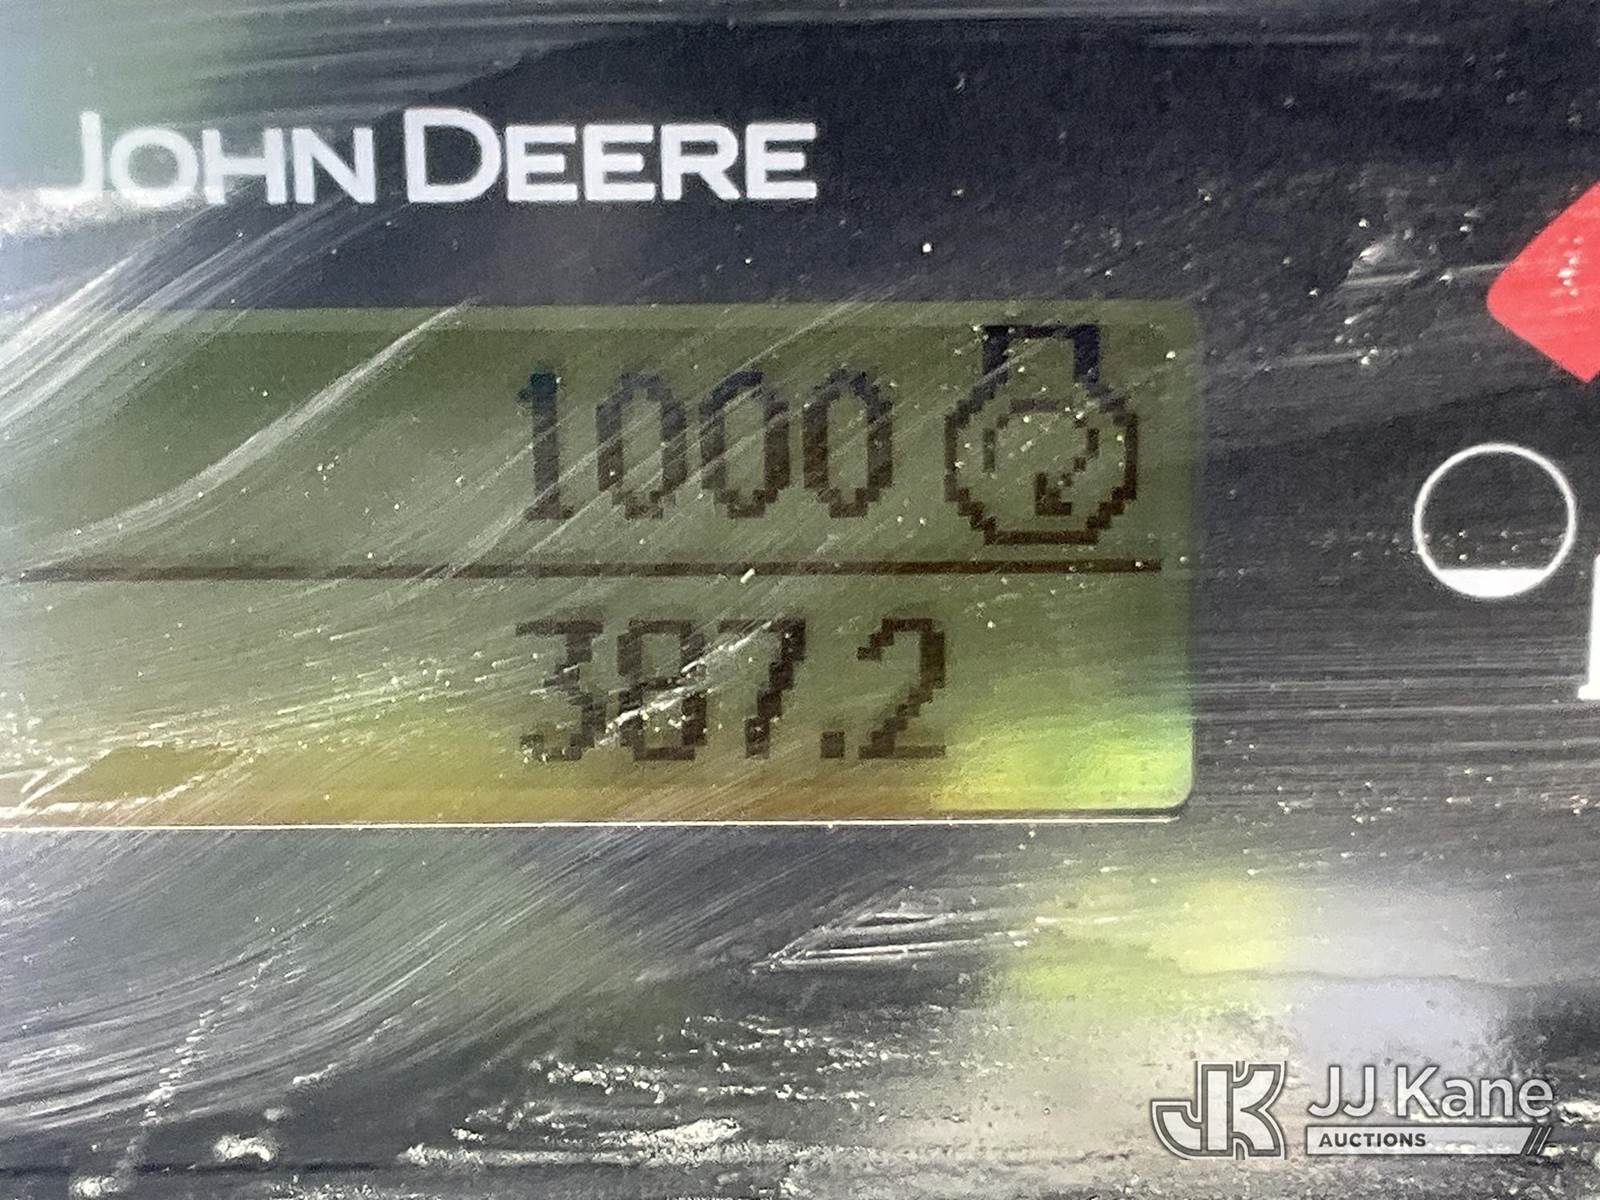 JOHN DEERE
1000
387.2
JJ Kane
AUCTIONS